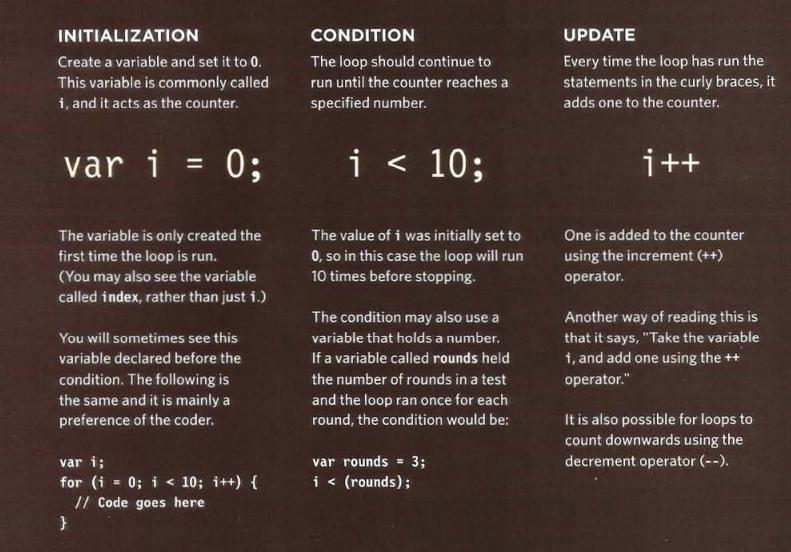 INITIALIZATION
Create a variable and set it to 0.
This variable is commonly called
i, and it acts as the counter.
var i = 0;
The variable is only created the
first time the loop is run.
(You may also see the variable
called index, rather than just i.)
You will sometimes see this
variable declared before the
condition. The following is
the same and it is mainly a
preference of the coder.
var i;
for (i = 0; i < 10; i++) {
// Code goes here
}
CONDITION
The loop should continue to
run until the counter reaches a
specified number.
i < 10;
The value of i was initially set to
0, so in this case the loop will run
10 times before stopping.
The condition may also use a
variable that holds a number.
If a variable called rounds held
the number of rounds in a test
and the loop ran once for each
round, the condition would be:
var rounds = 3;
i < (rounds);
UPDATE
Every time the loop has run the
statements in the curly braces, it
adds one to the counter.
i++
One is added to the counter
using the increment (++)
operator.
Another way of reading this is
that it says, "Take the variable
i, and add one using the ++
operator."
It is also possible for loops to
count downwards using the
decrement operator (--).